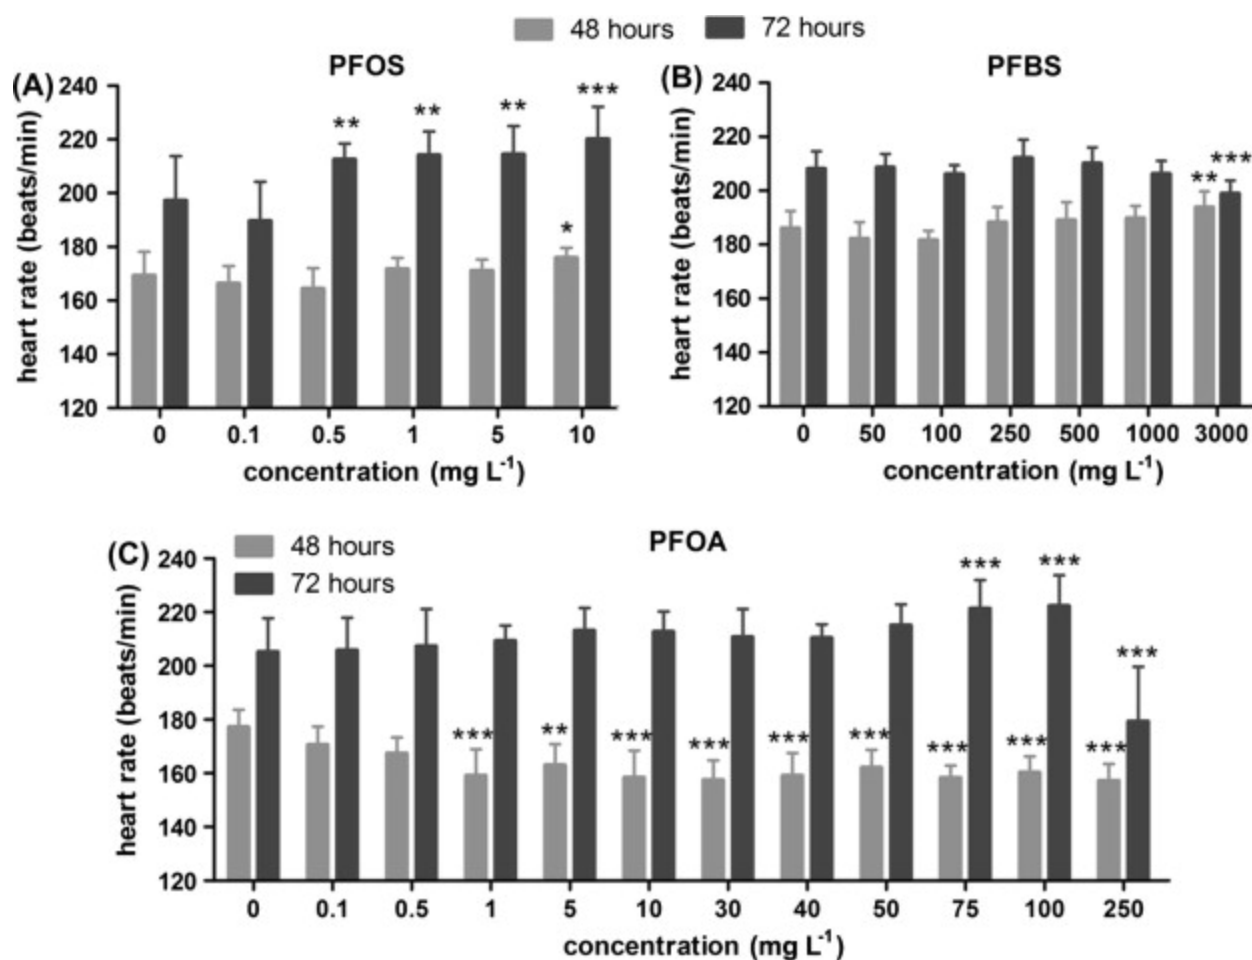 48 hours 72 hours
(A) PFOS
240
220
200
180
160
140
120
heart rate (beats/min)
** ** ** ***
*
0 0.1 0.5 1 5 10
concentration (mg L⁻¹)
(B) PFBS
240
220
200
180
160
140
120
heart rate (beats/min)
** ***
0 50 100 250 500 1000 3000
concentration (mg L⁻¹)
(C) PFOA
48 hours
72 hours
240
220
200
180
160
140
120
heart rate (beats/min)
*** *** ***
*** ** *** *** *** *** *** *** ***
0 0.1 0.5 1 5 10 30 40 50 75 100 250
concentration (mg L⁻¹)